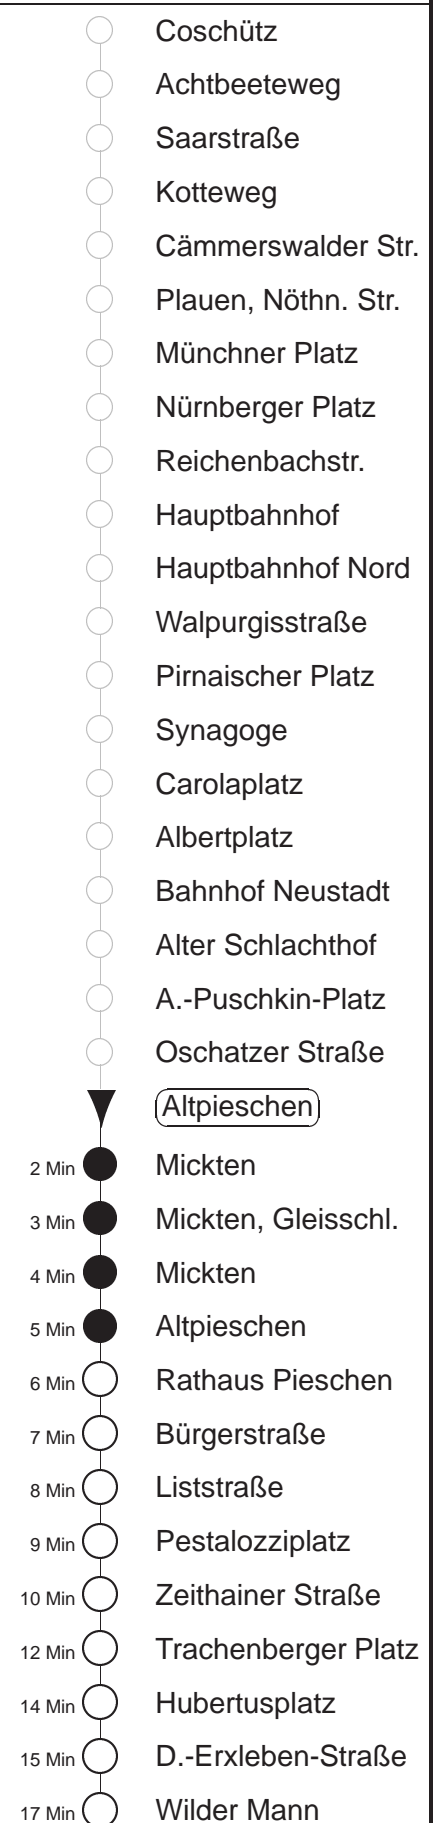 Coschütz
Achtbeeteweg
Saarstraße
Kotteweg
Cämmerswalder Str.
Plauen, Nöthn. Str.
Münchner Platz
Nürnberger Platz
Reichenbachstr.
Hauptbahnhof
Hauptbahnhof Nord
Walpurgisstraße
Pirnaischer Platz
Synagoge
Carolaplatz
Albertplatz
Bahnhof Neustadt
Alter Schlachthof
A.-Puschkin-Platz
Oschatzer Straße
Altpieschen
2 Min Mickten
3 Min Mickten, Gleisschl.
4 Min Mickten
5 Min Altpieschen
6 Min Rathaus Pieschen
7 Min Bürgerstraße
8 Min Liststraße
9 Min Pestalozziplatz
10 Min Zeithainer Straße
12 Min Trachenberger Platz
14 Min Hubertusplatz
15 Min D.-Erxleben-Straße
17 Min Wilder Mann